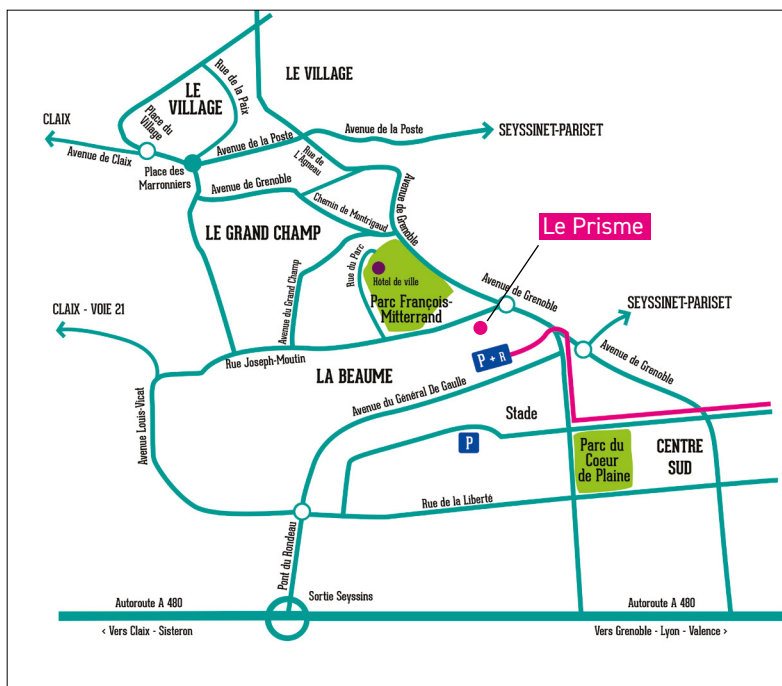 LE VILLAGE
Rue de la Paix
LE
VILLAGE
Place du
Village
CLAIX
Avenue de Claix
Place des
Marronniers
Avenue de la Poste
Avenue de la Poste
SEYSSINET-PARISET
Rue de
L'Agneau
Avenue de Grenoble
Chemin de Montrigaud
Avenue
de Grenoble
LE GRAND CHAMP
Le Prisme
Avenue du Grand Champ
Rue du Parc
Hôtel de ville
Parc François-
Mitterrand
Avenue de Grenoble
SEYSSINET-PARISET
CLAIX - VOIE 21
Rue Joseph-Moutin
P + R
Avenue de Grenoble
LA BEAUME
Avenue du Général De Gaulle
Avenue Louis-Vicat
Stade
P
Parc du
Coeur
de Plaine
CENTRE
SUD
Rue de la Liberté
Pont du Rondeau
Sortie Seyssins
Autoroute A 480
Autoroute A 480
< Vers Claix - Sisteron
Vers Grenoble - Lyon - Valence >